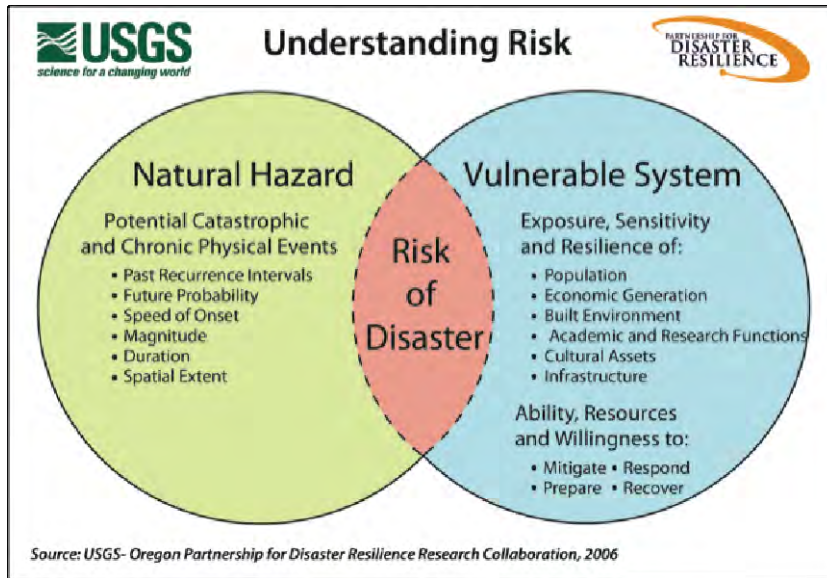 USGS
science for a changing world
Understanding Risk
PARTNERSHIP FOR
DISASTER
RESILIENCE
Natural Hazard
Potential Catastrophic
and Chronic Physical Events
• Past Recurrence Intervals
• Future Probability
• Speed of Onset
• Magnitude
• Duration
• Spatial Extent
Risk
of
Disaster
Vulnerable System
Exposure, Sensitivity
and Resilience of:
• Population
• Economic Generation
• Built Environment
• Academic and Research Functions
• Cultural Assets
• Infrastructure
Ability, Resources
and Willingness to:
• Mitigate • Respond
• Prepare • Recover
Source: USGS- Oregon Partnership for Disaster Resilience Research Collaboration, 2006